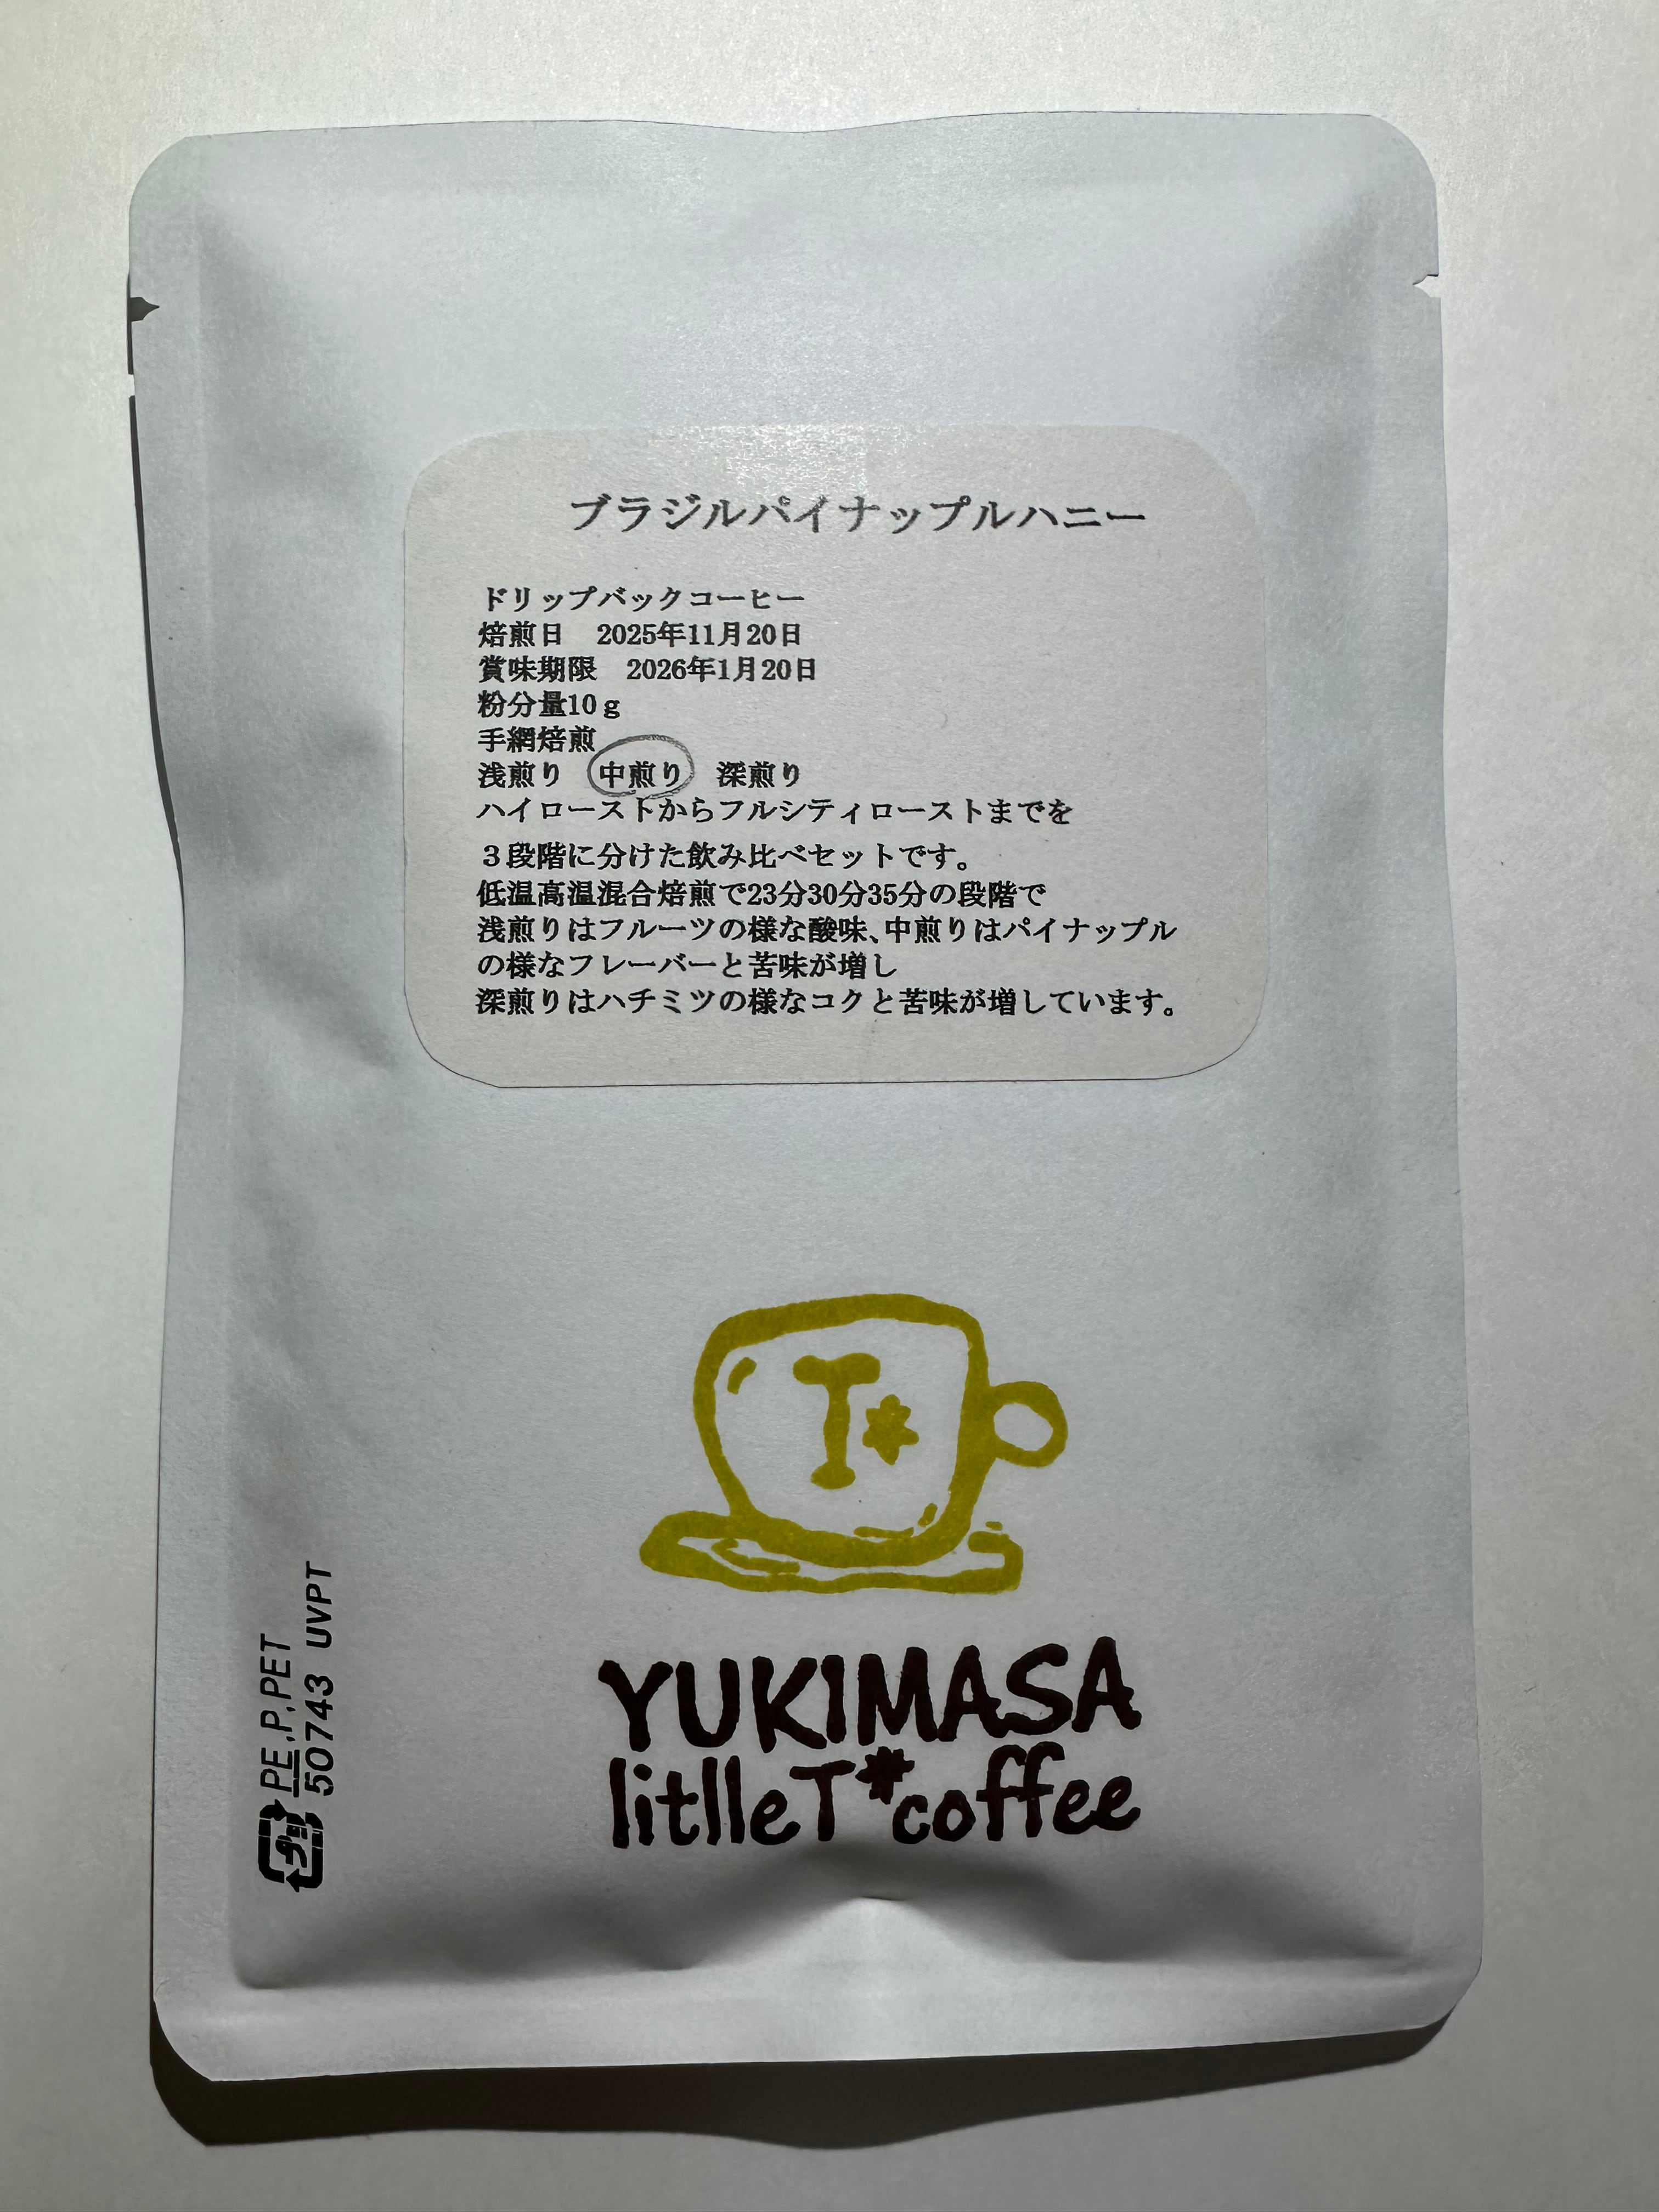 ブラジルパイナップルハニー
ドリップバックコーヒー
焙煎日　2025年11月20日
賞味期限　2026年1月20日
粉分量10ｇ
手網焙煎
浅煎り　中煎り　深煎り
ハイローストからフルシティローストまでを
３段階に分けた飲み比べセットです。
低温高温混合焙煎で23分30分35分の段階で
浅煎りはフルーツの様な酸味、中煎りはパイナップル
の様なフレーバーと苦味が増し
深煎りはハチミツの様なコクと苦味が増しています。
T*
YUKIMASA
litlleT*coffee
プラ PE,P,PET
50743 UVPT